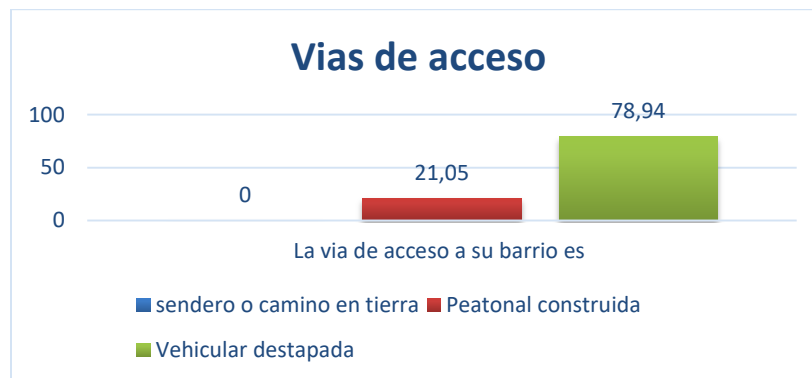 Vias de acceso
100
50
0
0
21,05
78,94
La via de acceso a su barrio es
sendero o camino en tierra
Peatonal construida
Vehicular destapada